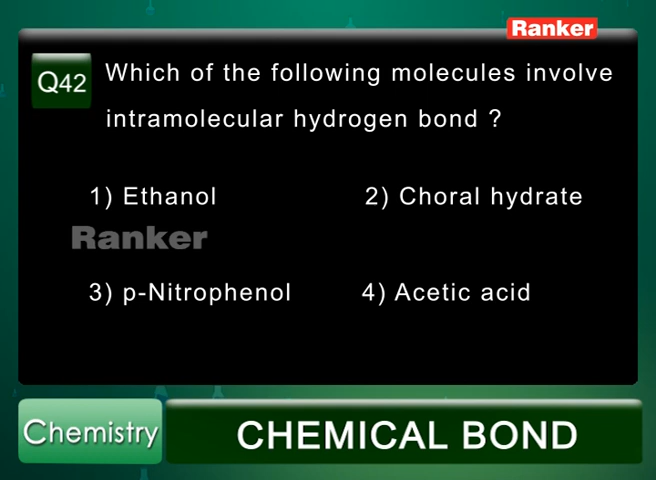 Ranker
Q42 Which of the following molecules involve
intramolecular hydrogen bond ?
1) Ethanol 2) Choral hydrate
Ranker
3) p-Nitrophenol 4) Acetic acid
Chemistry CHEMICAL BOND